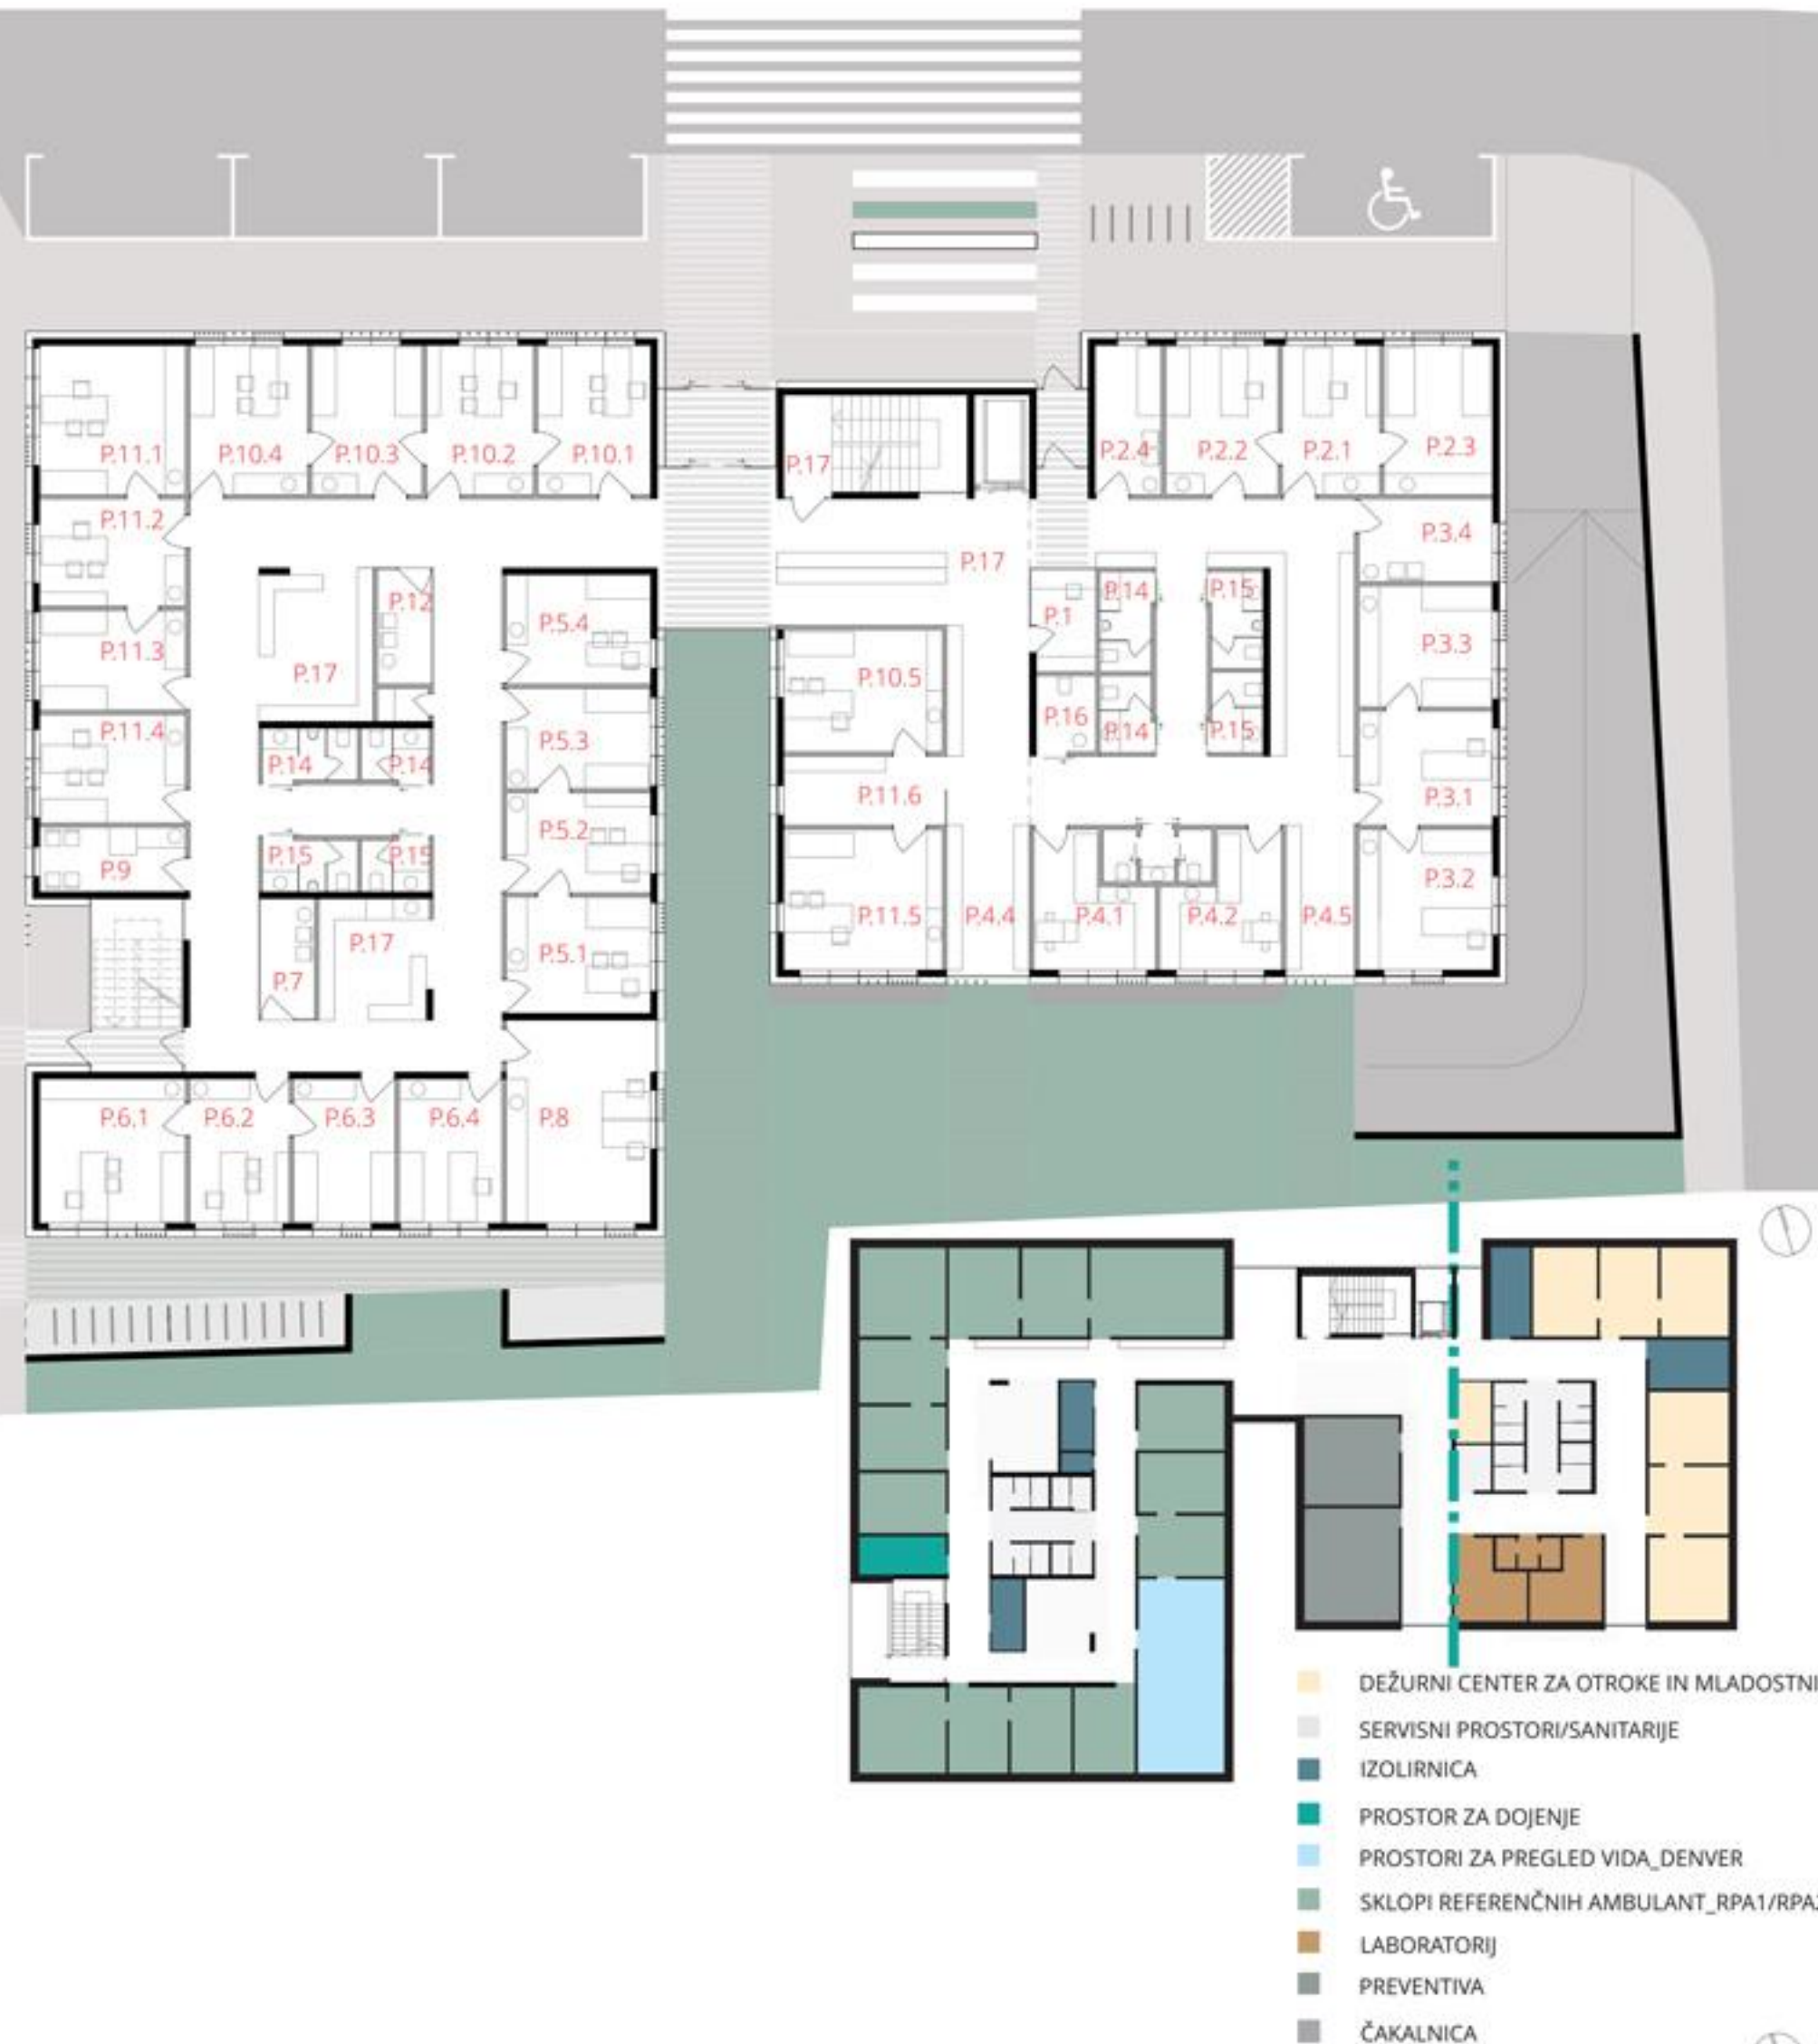 P.11.1
P.10.4
P.10.3
P.10.2
P.10.1
P.17
P.2.4
P.2.2
P.2.1
P.2.3
P.11.2
P.3.4
P.17
P.12
P.14
P.15
P.5.4
P.1
P.11.3
P.3.3
P.17
P.10.5
P.11.4
P.5.3
P.16
P.14
P.15
P.14
P.14
P.11.6
P.3.1
P.5.2
P.9
P.15
P.15
P.3.2
P.11.5
P.4.4
P.4.1
P.4.2
P.4.5
P.17
P.5.1
P.7
P.6.1
P.6.2
P.6.3
P.6.4
P.8
DEŽURNI CENTER ZA OTROKE IN MLADOSTNI
SERVISNI PROSTORI/SANITARIJE
IZOLIRNICA
PROSTOR ZA DOJENJE
PROSTORI ZA PREGLED VIDA_DENVER
SKLOPI REFERENČNIH AMBULANT_RPA1/RPA2
LABORATORIJ
PREVENTIVA
ČAKALNICA